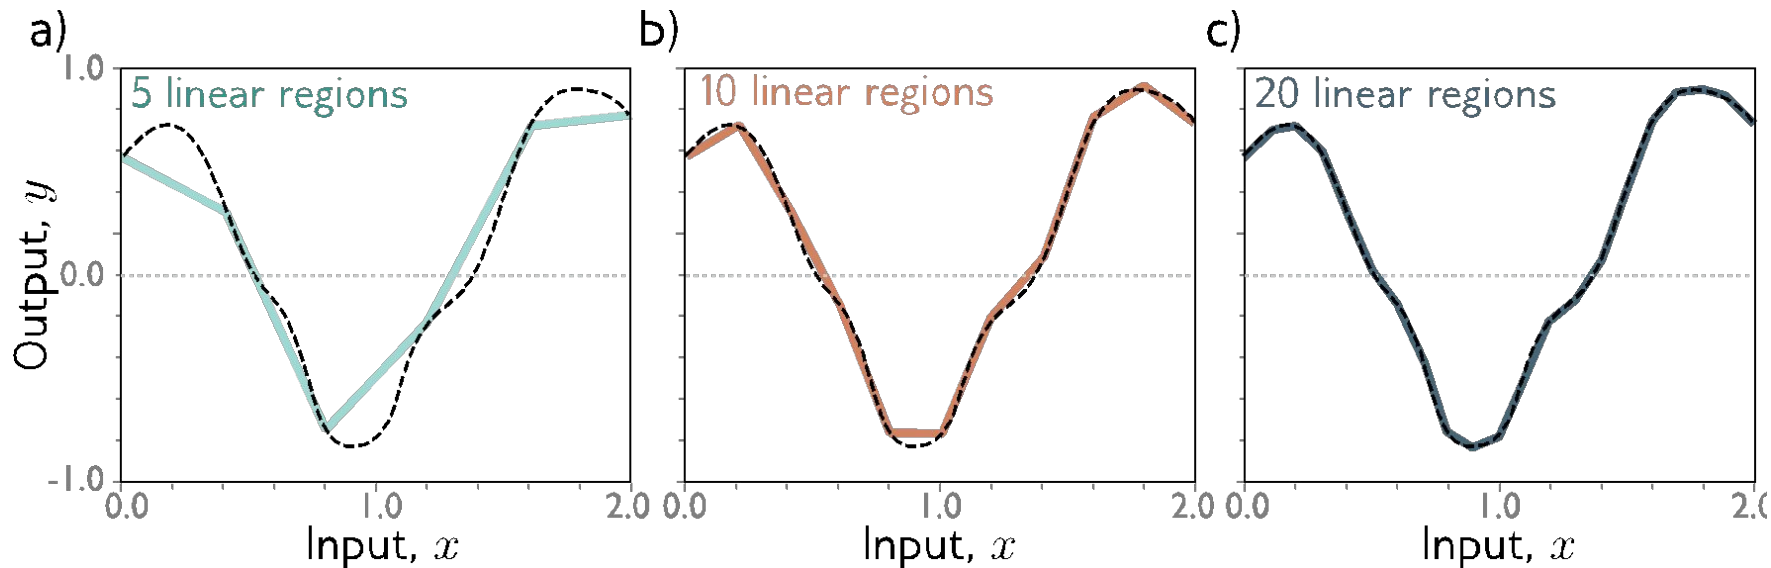 a)
b)
c)
5 linear regions
10 linear regions
20 linear regions
1.0
0.0
-1.0
Output, y
0.0 1.0 2.0
0.0 1.0 2.0
0.0 1.0 2.0
Input, x
Input, x
Input, x